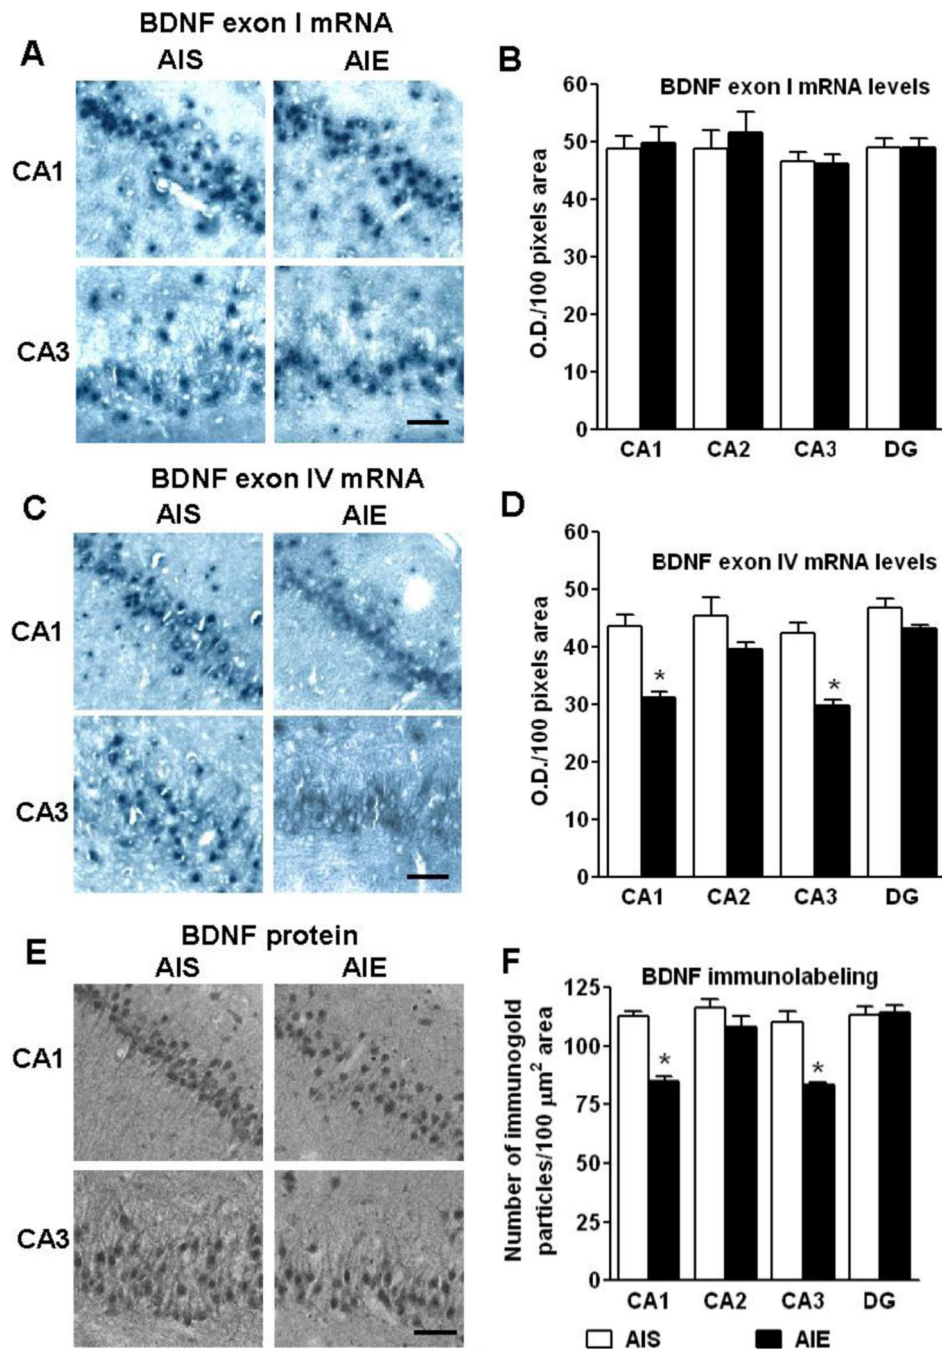 BDNF exon I mRNA
A AIS AIE
CA1
CA3
B
BDNF exon I mRNA levels
O.D./100 pixels area
60
50
40
30
20
10
0
CA1 CA2 CA3 DG
BDNF exon IV mRNA
C AIS AIE
CA1
CA3
D
BDNF exon IV mRNA levels
O.D./100 pixels area
60
50
40
30
20
10
0
* *
CA1 CA2 CA3 DG
E BDNF protein
AIS AIE
CA1
CA3
F
BDNF immunolabeling
Number of immunogold
particles/100 μm² area
125
100
75
50
25
0
* *
CA1 CA2 CA3 DG
AIS AIE